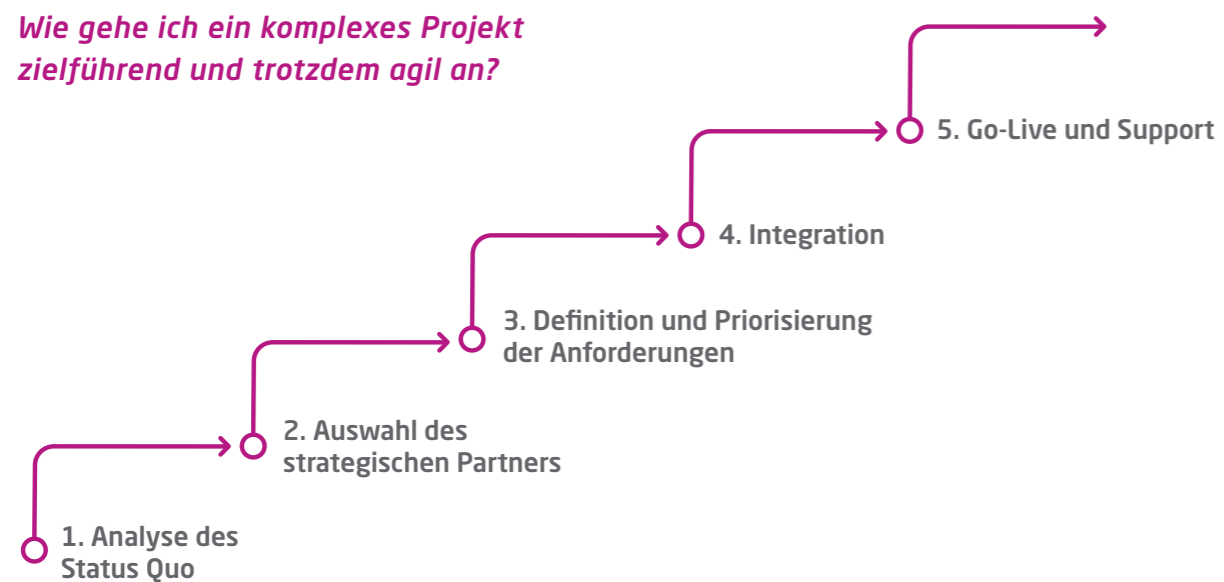 Wie gehe ich ein komplexes Projekt
zielführend und trotzdem agil an?
5. Go-Live und Support
4. Integration
3. Definition und Priorisierung
der Anforderungen
2. Auswahl des
strategischen Partners
1. Analyse des
Status Quo